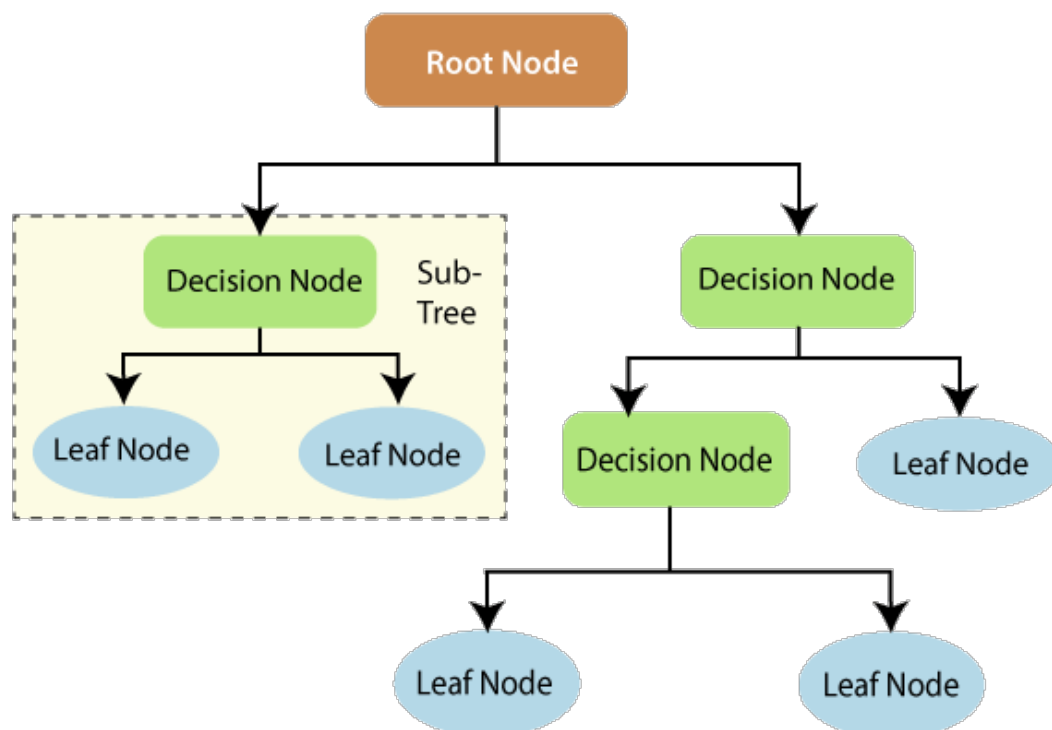 Root Node
Decision Node
Sub-
Tree
Decision Node
Leaf Node
Leaf Node
Decision Node
Leaf Node
Leaf Node
Leaf Node